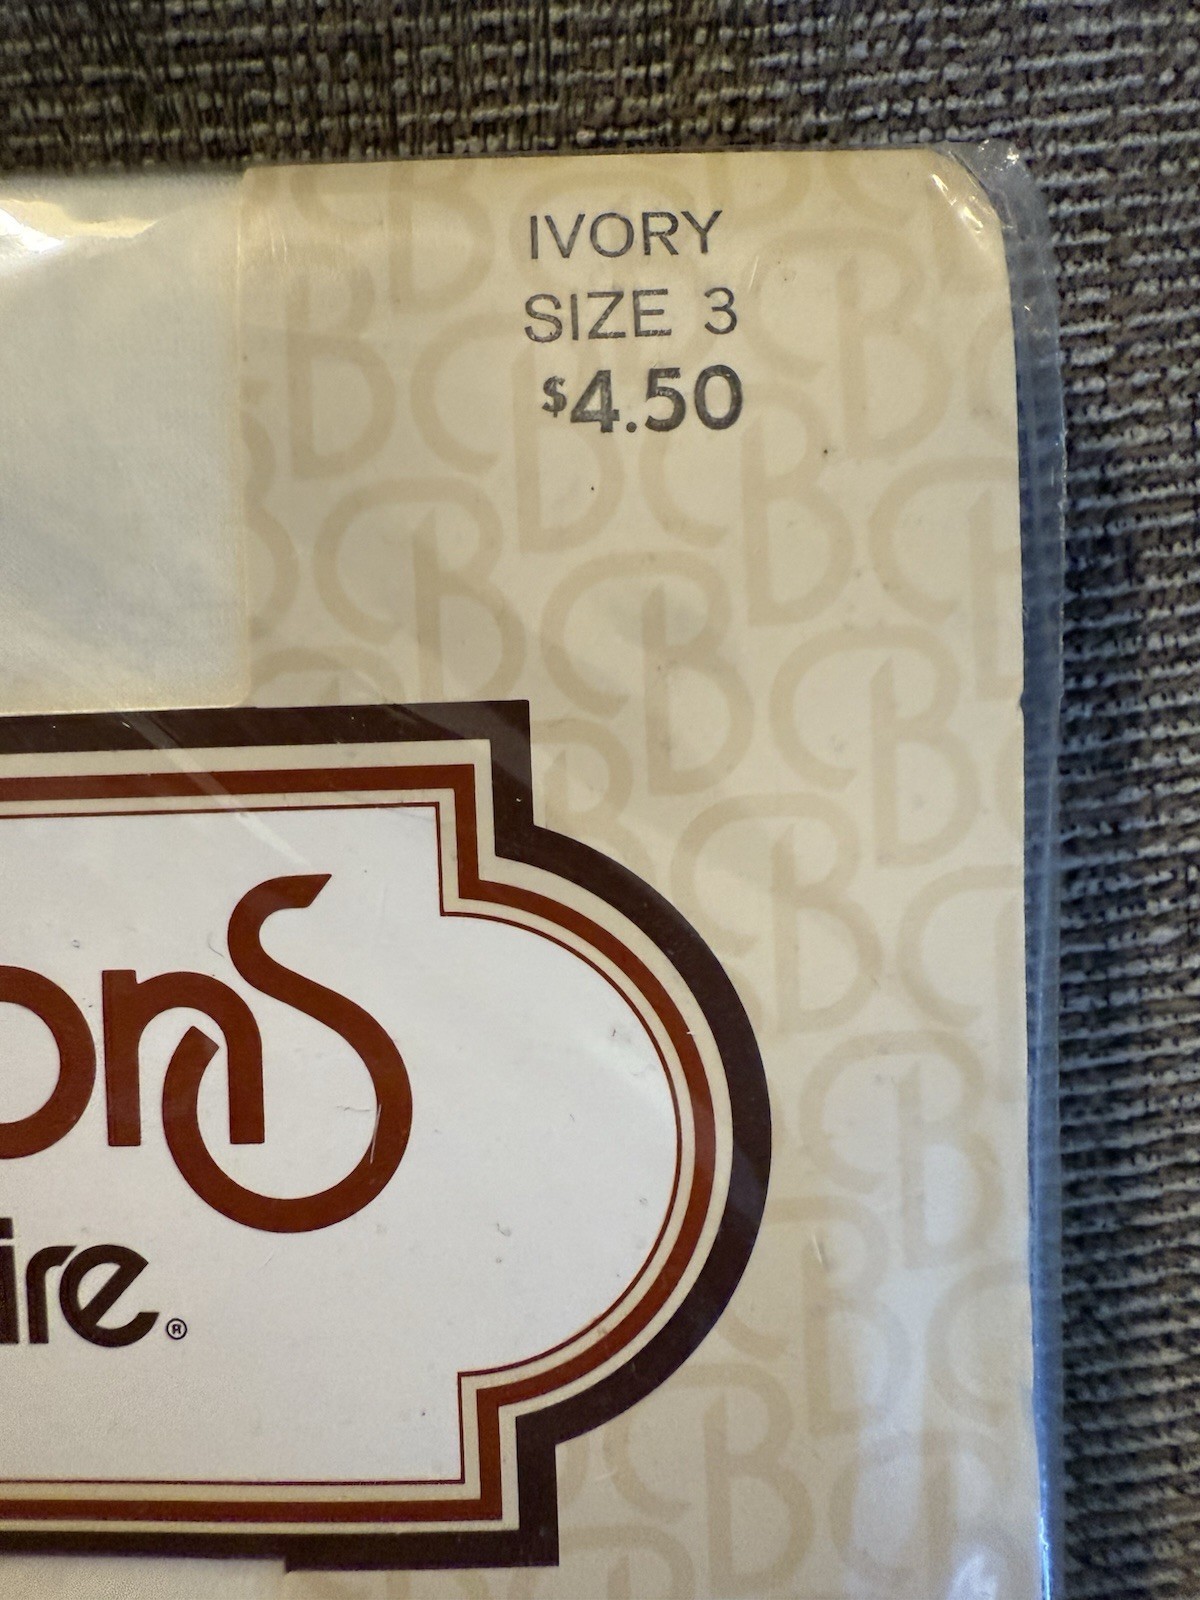 IVORY
SIZE 3
$4.50
ons
ire®